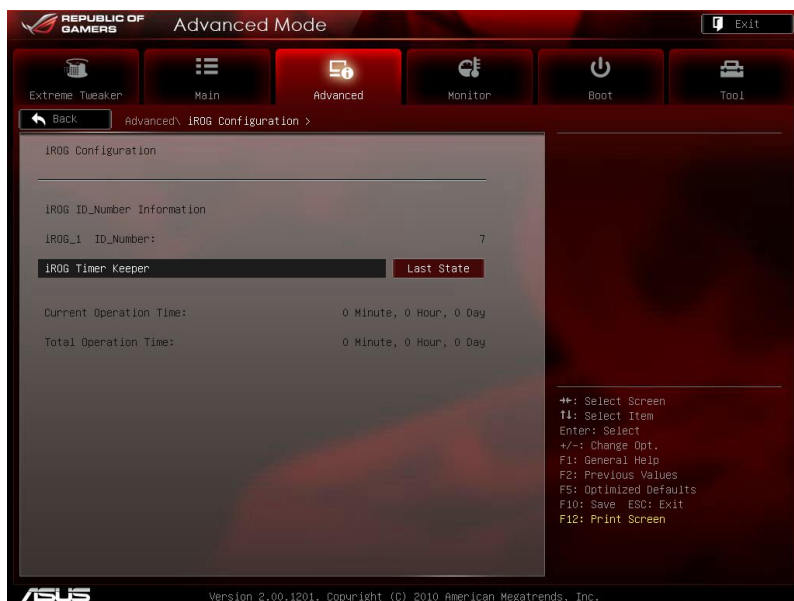 REPUBLIC OF
GAMERS
Advanced Mode
Exit
Extreme Tweaker
Main
Advanced
Monitor
Boot
Tool
Back
Advanced\ iROG Configuration >
iROG Configuration
iROG ID_Number Information
iROG_1 ID_Number: 7
iROG Timer Keeper Last State
Current Operation Time: 0 Minute, 0 Hour, 0 Day
Total Operation Time: 0 Minute, 0 Hour, 0 Day
→←: Select Screen
↑↓: Select Item
Enter: Select
+/-: Change Opt.
F1: General Help
F2: Previous Values
F5: Optimized Defaults
F10: Save ESC: Exit
F12: Print Screen
ASUS
Version 2.00.1201. Copyright (C) 2010 American Megatrends, Inc.